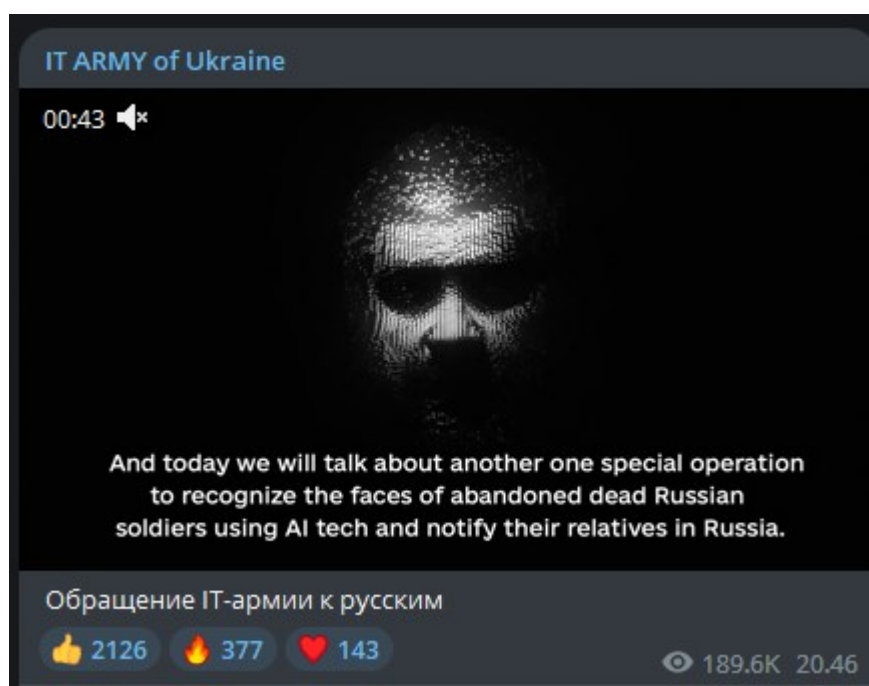 IT ARMY of Ukraine
00:43
And today we will talk about another one special operation
to recognize the faces of abandoned dead Russian
soldiers using AI tech and notify their relatives in Russia.
Обращение IT-армии к русским
👍 2126 🔥 377 ❤️ 143
189.6K 20.46